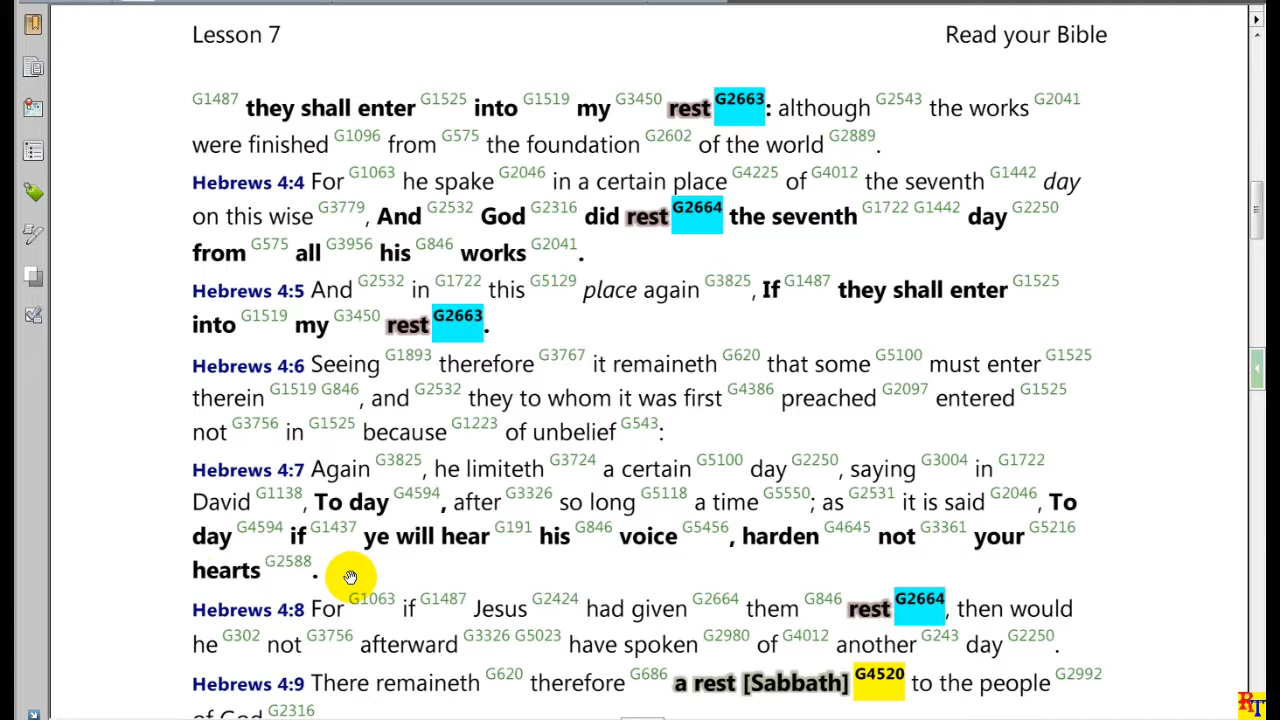 Lesson 7 Read your Bible
G1487 they shall enter G1525 into G1519 my G3450 rest G2663: although G2543 the works G2041
were finished G1096 from G575 the foundation G2602 of the world G2889.
Hebrews 4:4 For G1063 he spake G2046 in a certain place G4225 of G4012 the seventh G1442 day
on this wise G3779, And G2532 God G2316 did rest G2664 the seventh G1722 G1442 day G2250
from G575 all G3956 his G846 works G2041.
Hebrews 4:5 And G2532 in G1722 this G5129 place again G3825, If G1487 they shall enter G1525
into G1519 my G3450 rest G2663.
Hebrews 4:6 Seeing G1893 therefore G3767 it remaineth G620 that some G5100 must enter G1525
therein G1519 G846, and G2532 they to whom it was first G4386 preached G2097 entered G1525
not G3756 in G1525 because G1223 of unbelief G543:
Hebrews 4:7 Again G3825, he limiteth G3724 a certain G5100 day G2250, saying G3004 in G1722
David G1138, To day G4594, after G3326 so long G5118 a time G5550; as G2531 it is said G2046, To
day G4594 if G1437 ye will hear G191 his G846 voice G5456, harden G4645 not G3361 your G5216
hearts G2588.
Hebrews 4:8 For G1063 if G1487 Jesus G2424 had given G2664 them G846 rest G2664, then would
he G302 not G3756 afterward G3326 G5023 have spoken G2980 of G4012 another G243 day G2250.
Hebrews 4:9 There remaineth G620 therefore G686 a rest [Sabbath] G4520 to the people G2992
of God G2316
RT